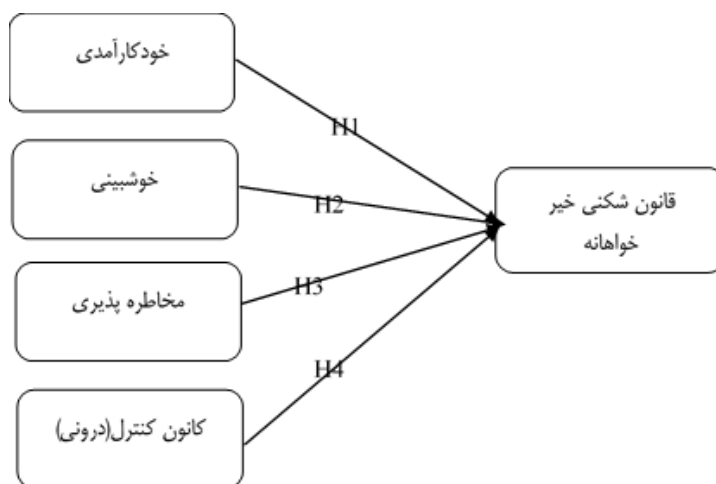 خودکارآمدی
H1
خوشبینی
H2
قانون شکنی خیر
خواهانه
مخاطره پذیری
H3
H4
کانون کنترل(درونی)